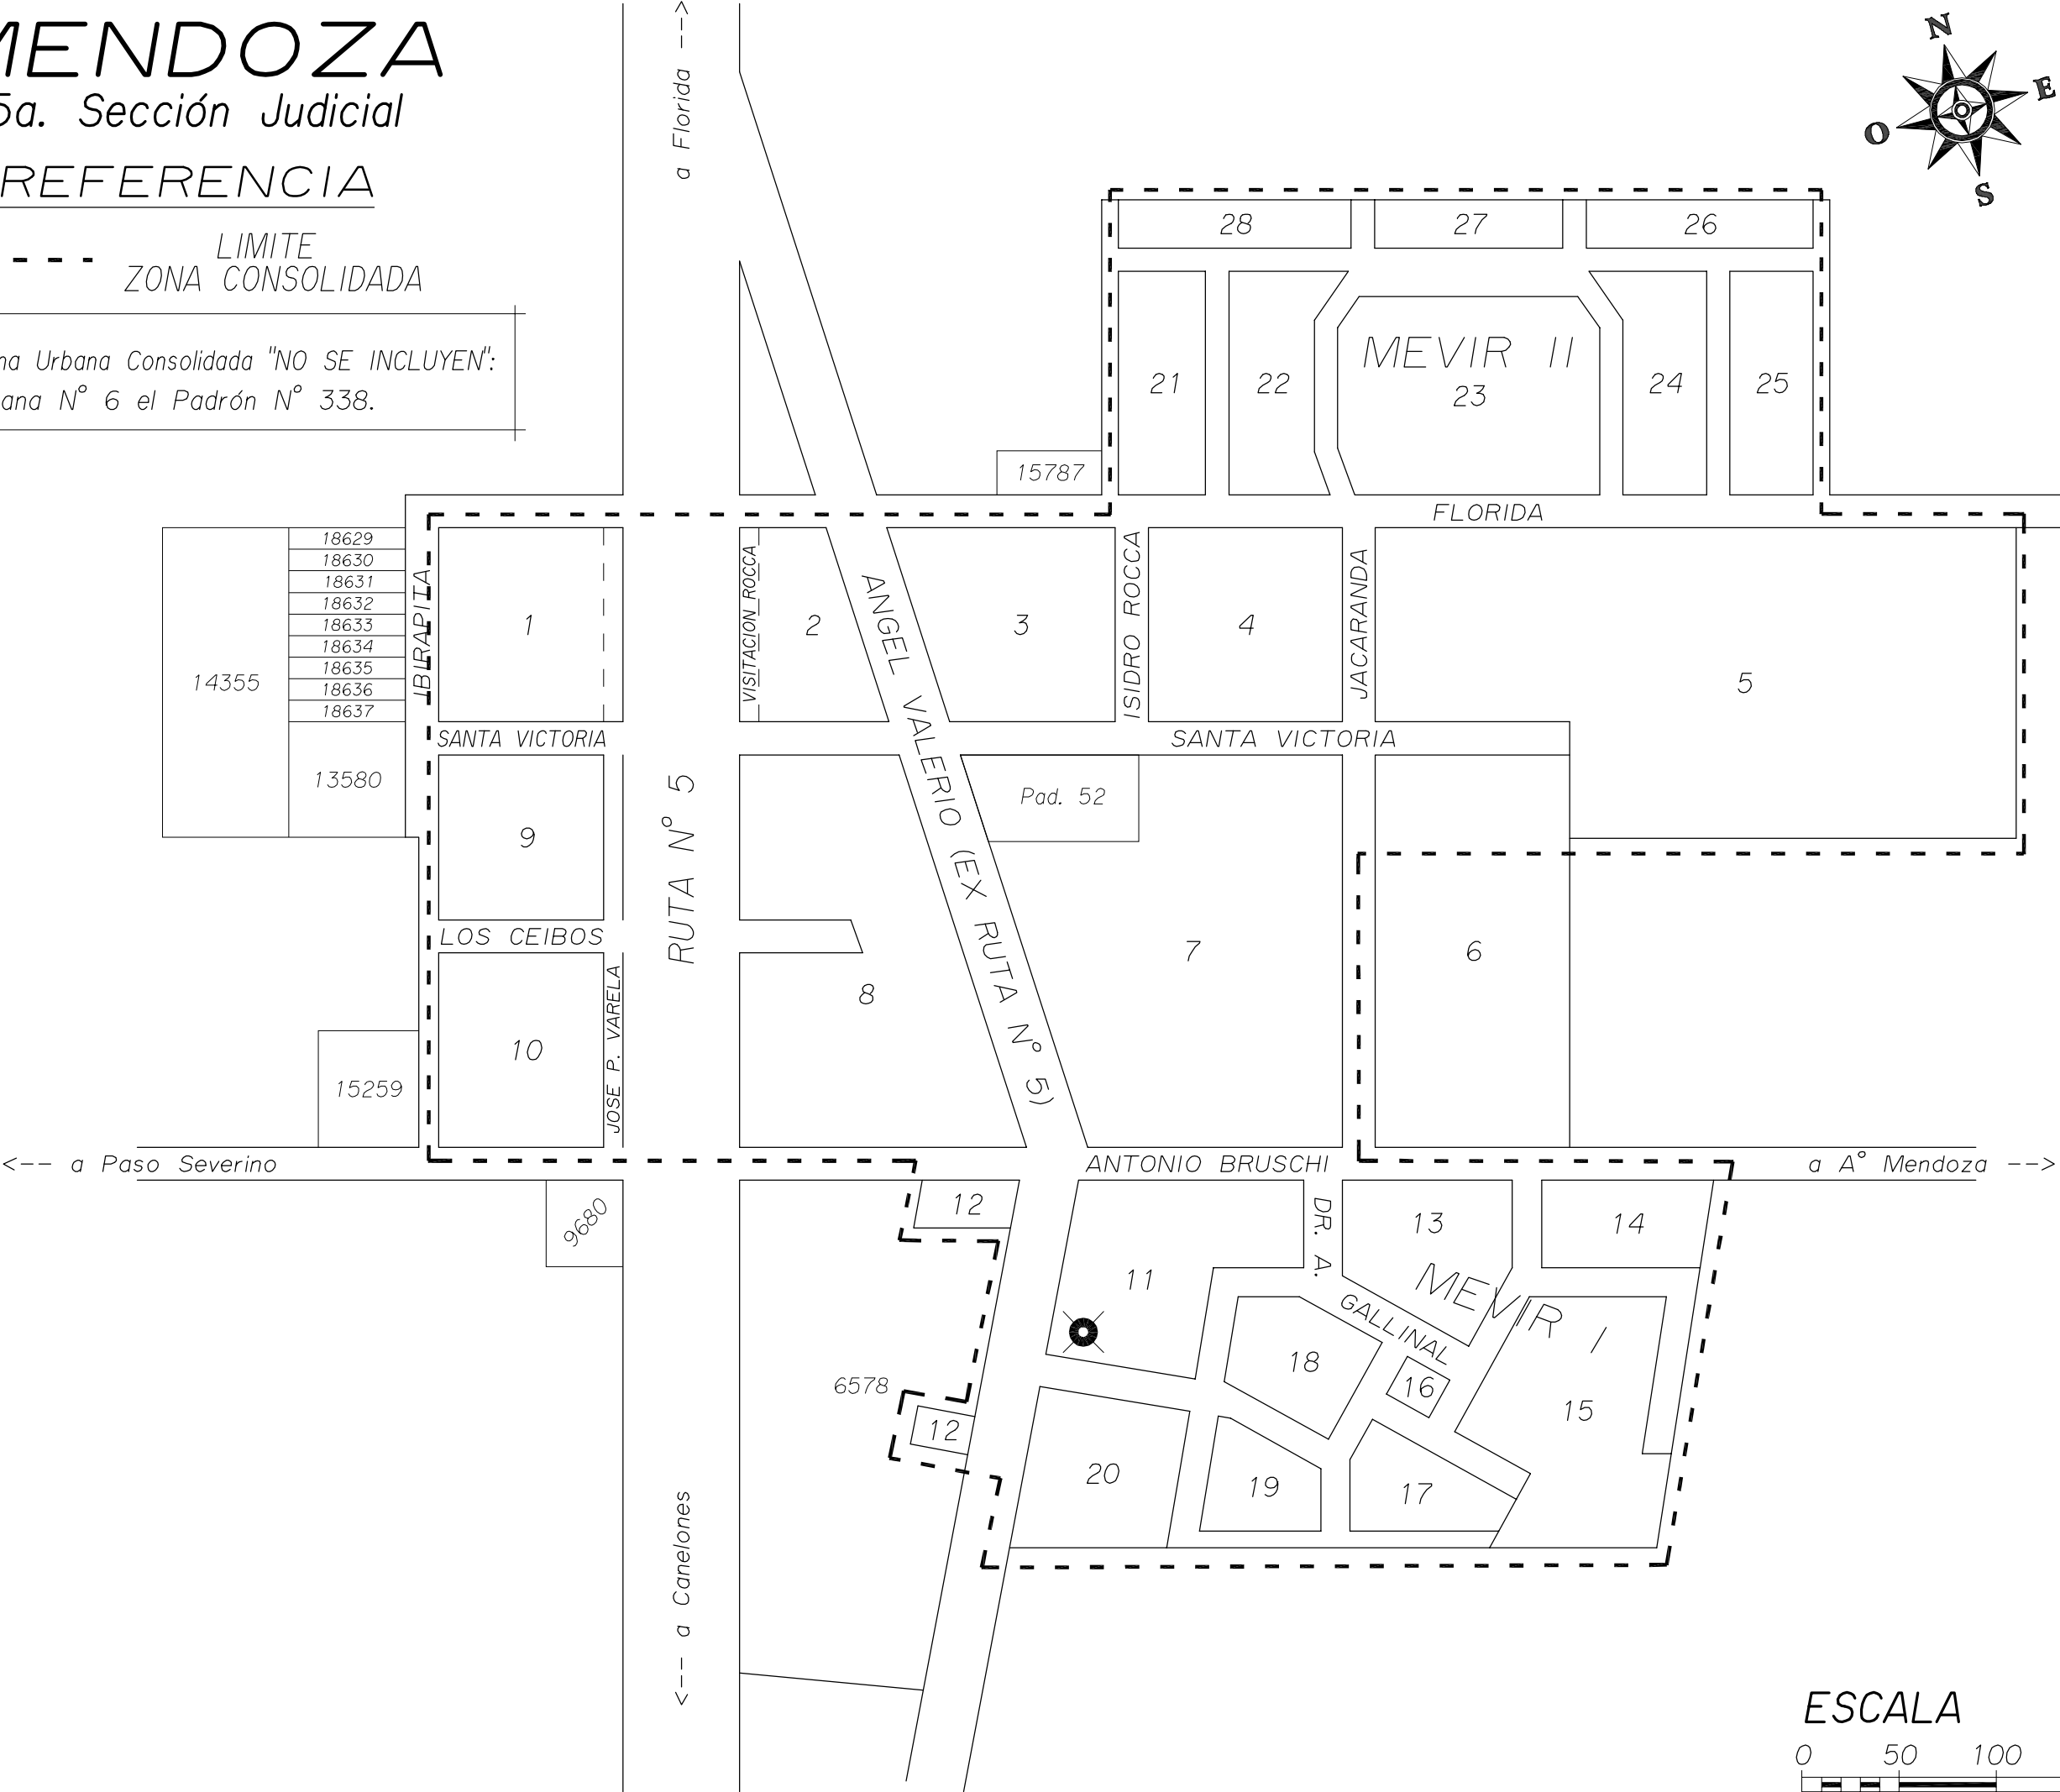 MENDOZA
5a. Sección Judicial
REFERENCIA
LIMITE
ZONA CONSOLIDADA
Urbana Consolidada "NO SE INCLUYEN":
N° 6 el Padrón N° 338.
a Florida -->
N
E
O
S
28
27
26
21
22
MEVIR II
23
24
25
15787
FLORIDA
14355
18629
18630
18631
18632
18633
18634
18635
18636
18637
13580
IBIRAPITA
1
VISITACION ROCCA
2
ANGEL VALERIO (EX RUTA N° 5)
3
ISIDRO ROCCA
4
JACARANDA
5
SANTA VICTORIA
SANTA VICTORIA
RUTA N° 5
Pad. 52
9
LOS CEIBOS
8
7
6
10
JOSE P. VARELA
15259
<-- a Paso Severino
ANTONIO BRUSCHI
a A° Mendoza -->
9680
12
11
DR. A. GALLINAL
13
14
MEVIR I
18
16
15
6578
12
20
19
17
<-- a Canelones
ESCALA
0 50 100